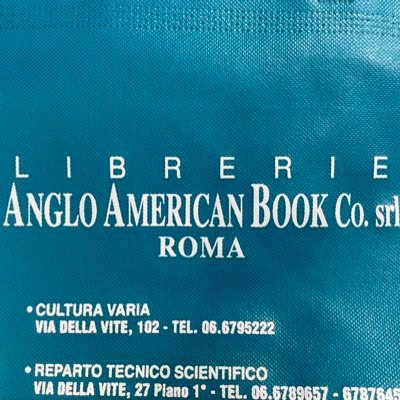 LIBRERIE
ANGLO AMERICAN BOOK Co. srl
ROMA
• CULTURA VARIA
VIA DELLA VITE, 102 - TEL. 06.6795222
• REPARTO TECNICO SCIENTIFICO
VIA DELLA VITE, 27 Piano 1° - TEL. 06.6789657 - 6787645